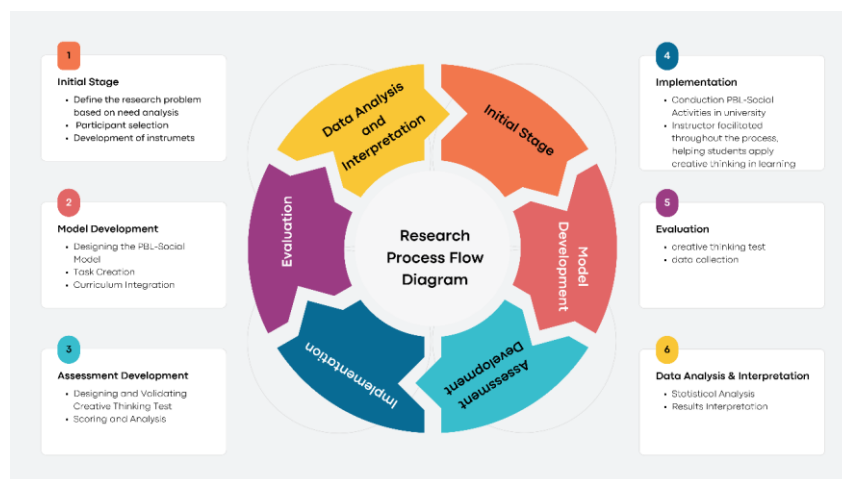 1
Initial Stage
Define the research problem
based on need analysis
Participant selection
Development of instrumets
2
Model Development
Designing the PBL-Social
Model
Task Creation
Curriculum Integration
3
Assessment Development
Designing and Validating
Creative Thinking Test
Scoring and Analysis
Data Analysis
and
Interpretation
Initial Stage
Model
Development
Assessment
Development
Implementation
Evaluation
Research
Process Flow
Diagram
4
Implementation
Conduction PBL-Social
Activities in university
Instructor facilitated
throughout the process,
helping students apply
creative thinking in learning
5
Evaluation
creative thinking test
data collection
6
Data Analysis & Interpretation
Statistical Analysis
Results Interpretation